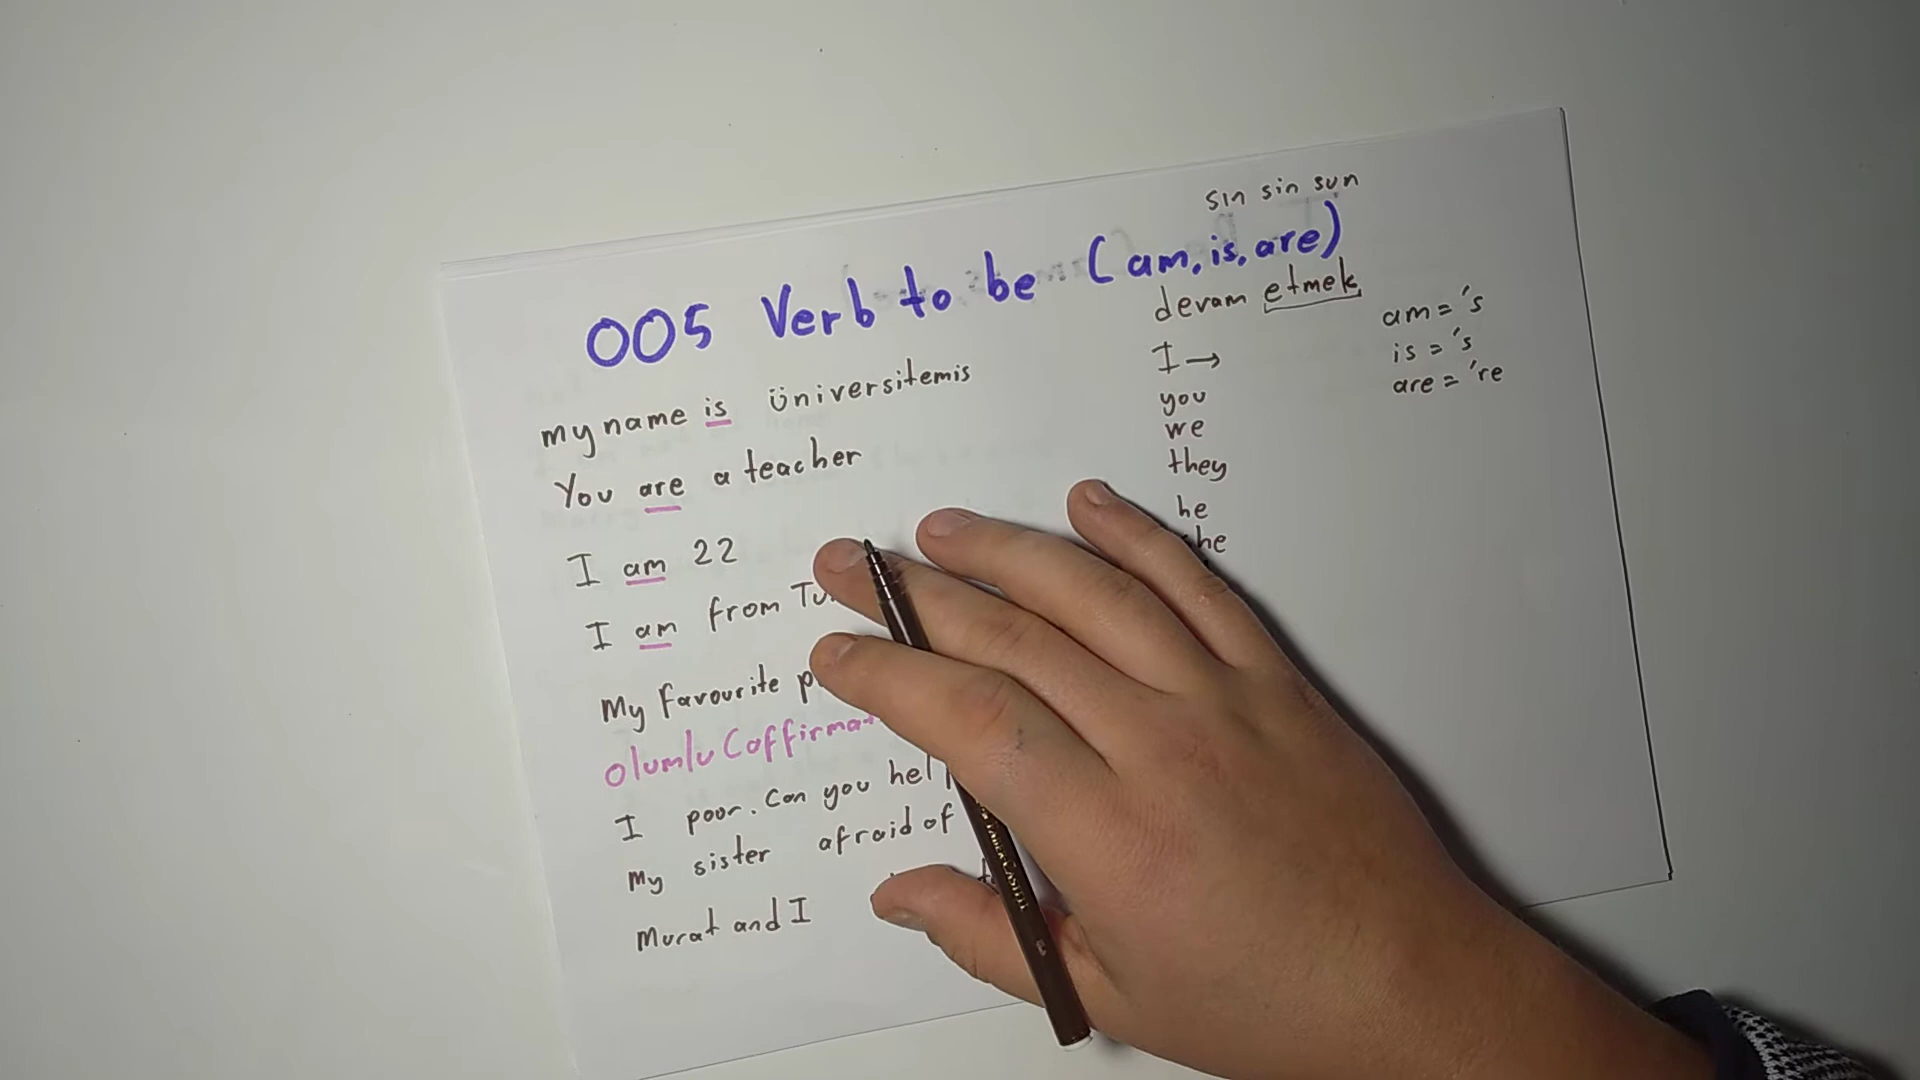 sın sin sun
005 Verb to be (am, is, are)
devam etmek
am = 's
is = 's
are = 're
I →
you
we
they
he
she
my name is üniversitemis
You are a teacher
I am 22
I am from
My favourite
olumlu
I poor. Can you help
My sister afraid of
Murat and I